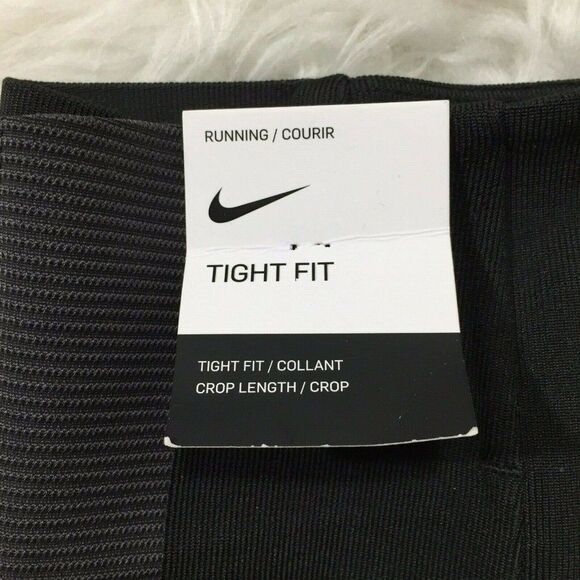 RUNNING / COURIR
TIGHT FIT
TIGHT FIT / COLLANT
CROP LENGTH / CROP